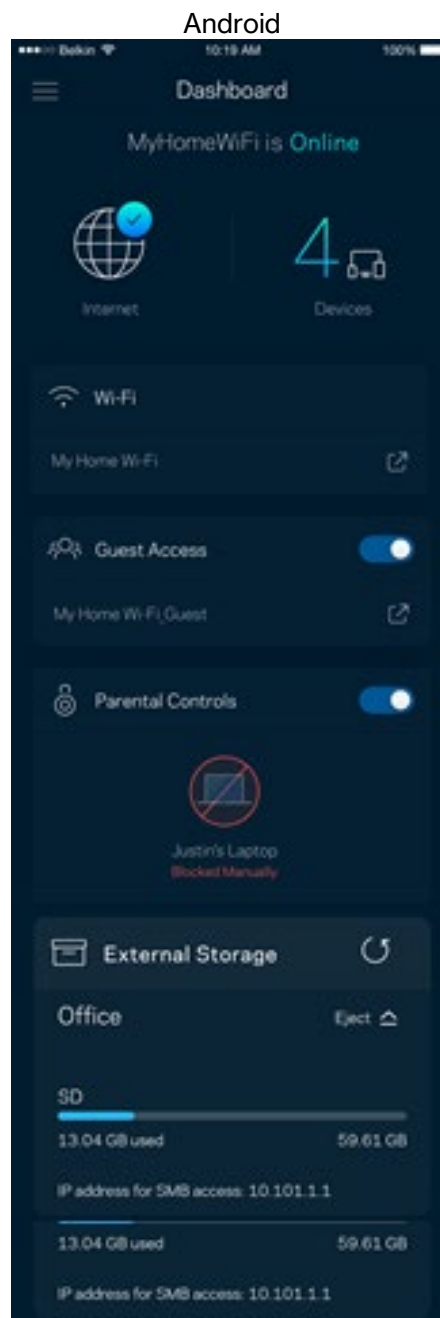 Android
Belkin 10:19 AM 100%
Dashboard
MyHomeWiFi is Online
4
Internet Devices
Wi-Fi
My Home Wi-Fi
Guest Access
My Home Wi-Fi_Guest
Parental Controls
Justin's Laptop
Blocked Manually
External Storage
Office Eject
SD
13.04 GB used 59.61 GB
IP address for SMB access: 10.101.1.1
13.04 GB used 59.61 GB
IP address for SMB access: 10.101.1.1